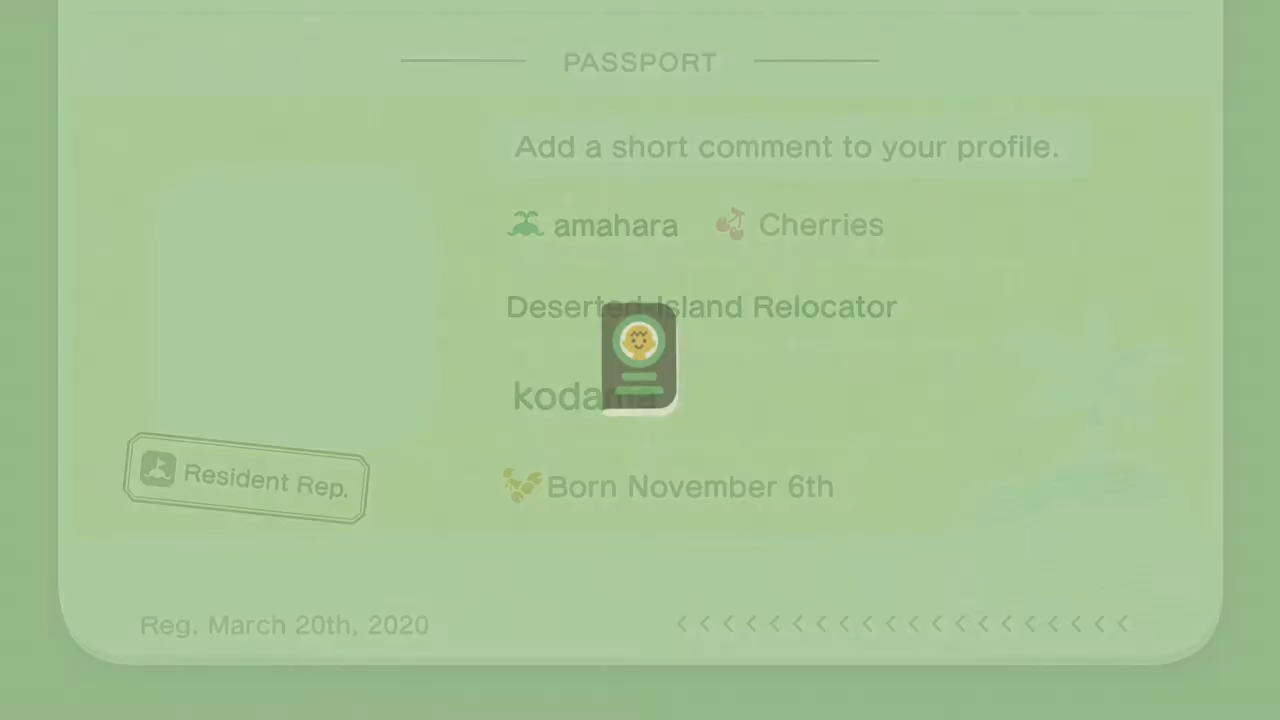 PASSPORT
Add a short comment to your profile.
amahara Cherries
Deserted-Island Relocator
Born November 6th
Resident Rep.
Reg. March 20th, 2020
‹ ‹ ‹ ‹ ‹ ‹ ‹ ‹ ‹ ‹ ‹ ‹ ‹ ‹ ‹ ‹ ‹ ‹ ‹ ‹